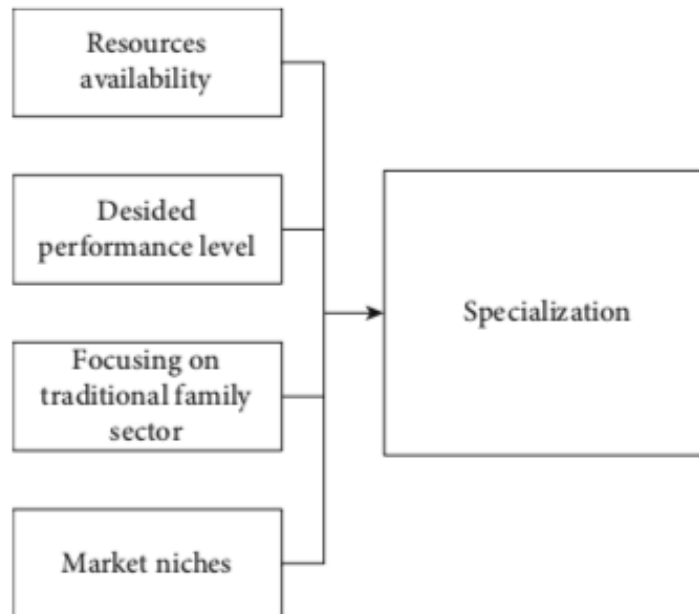 Resources
availability
Desided
performance level
Focusing on
traditional family
sector
Market niches
Specialization